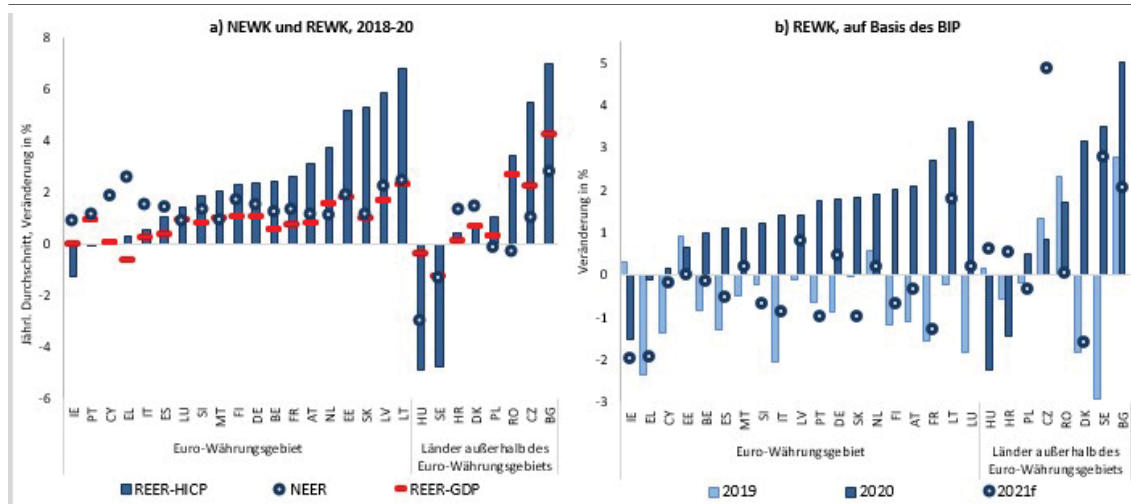 a) NEWK und REWK, 2018-20
Jährl. Durchschnitt, Veränderung in %
8
6
4
2
0
-2
-4
-6
IE PT CY EL IT ES LU SI MT FI DE BE FR AT NL EE SK LV LT HU SE HR DK PL RO CZ BG
Euro-Währungsgebiet
Länder außerhalb des
Euro-Währungsgebiets
REER-HICP NEER REER-GDP
b) REWK, auf Basis des BIP
Veränderung in %
5
4
3
2
1
0
-1
-2
-3
IE EL CY EE BE ES MT SI IT LV PT DE SK NL FI AT FR LT LU HU HR PL CZ RO DK SE BG
Euro-Währungsgebiet
Länder außerhalb des
Euro-Währungsgebiets
2019 2020 2021f